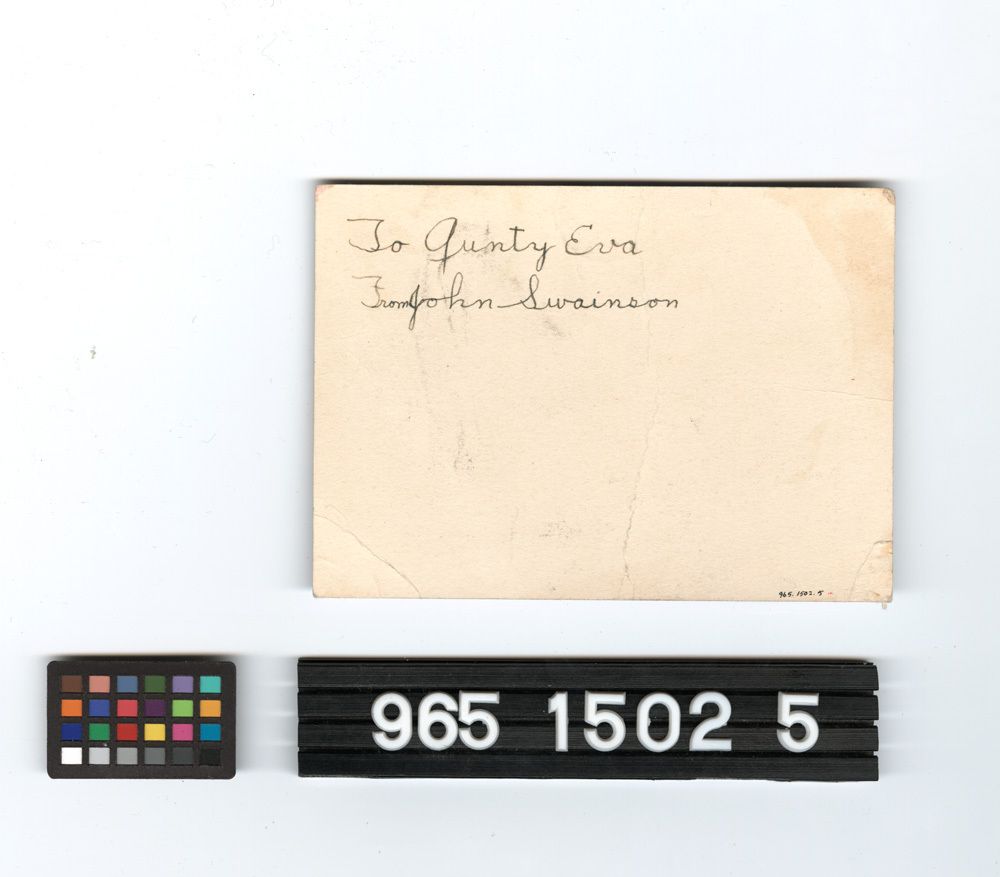 To Aunty Eva
From John Swainson
965.1502.5
965 1502 5